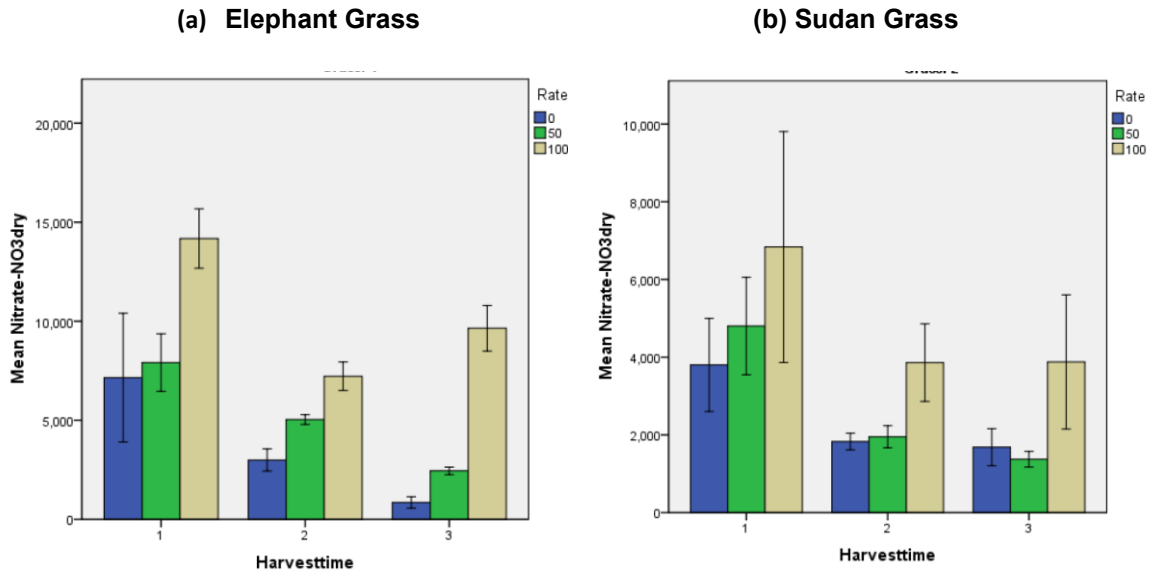 (a) Elephant Grass
(b) Sudan Grass
Rate
0
50
100
20,000
15,000
10,000
5,000
0
Mean Nitrate-NO3dry
1
2
3
Harvesttime
Rate
0
50
100
10,000
8,000
6,000
4,000
2,000
0
Mean Nitrate-NO3dry
1
2
3
Harvesttime